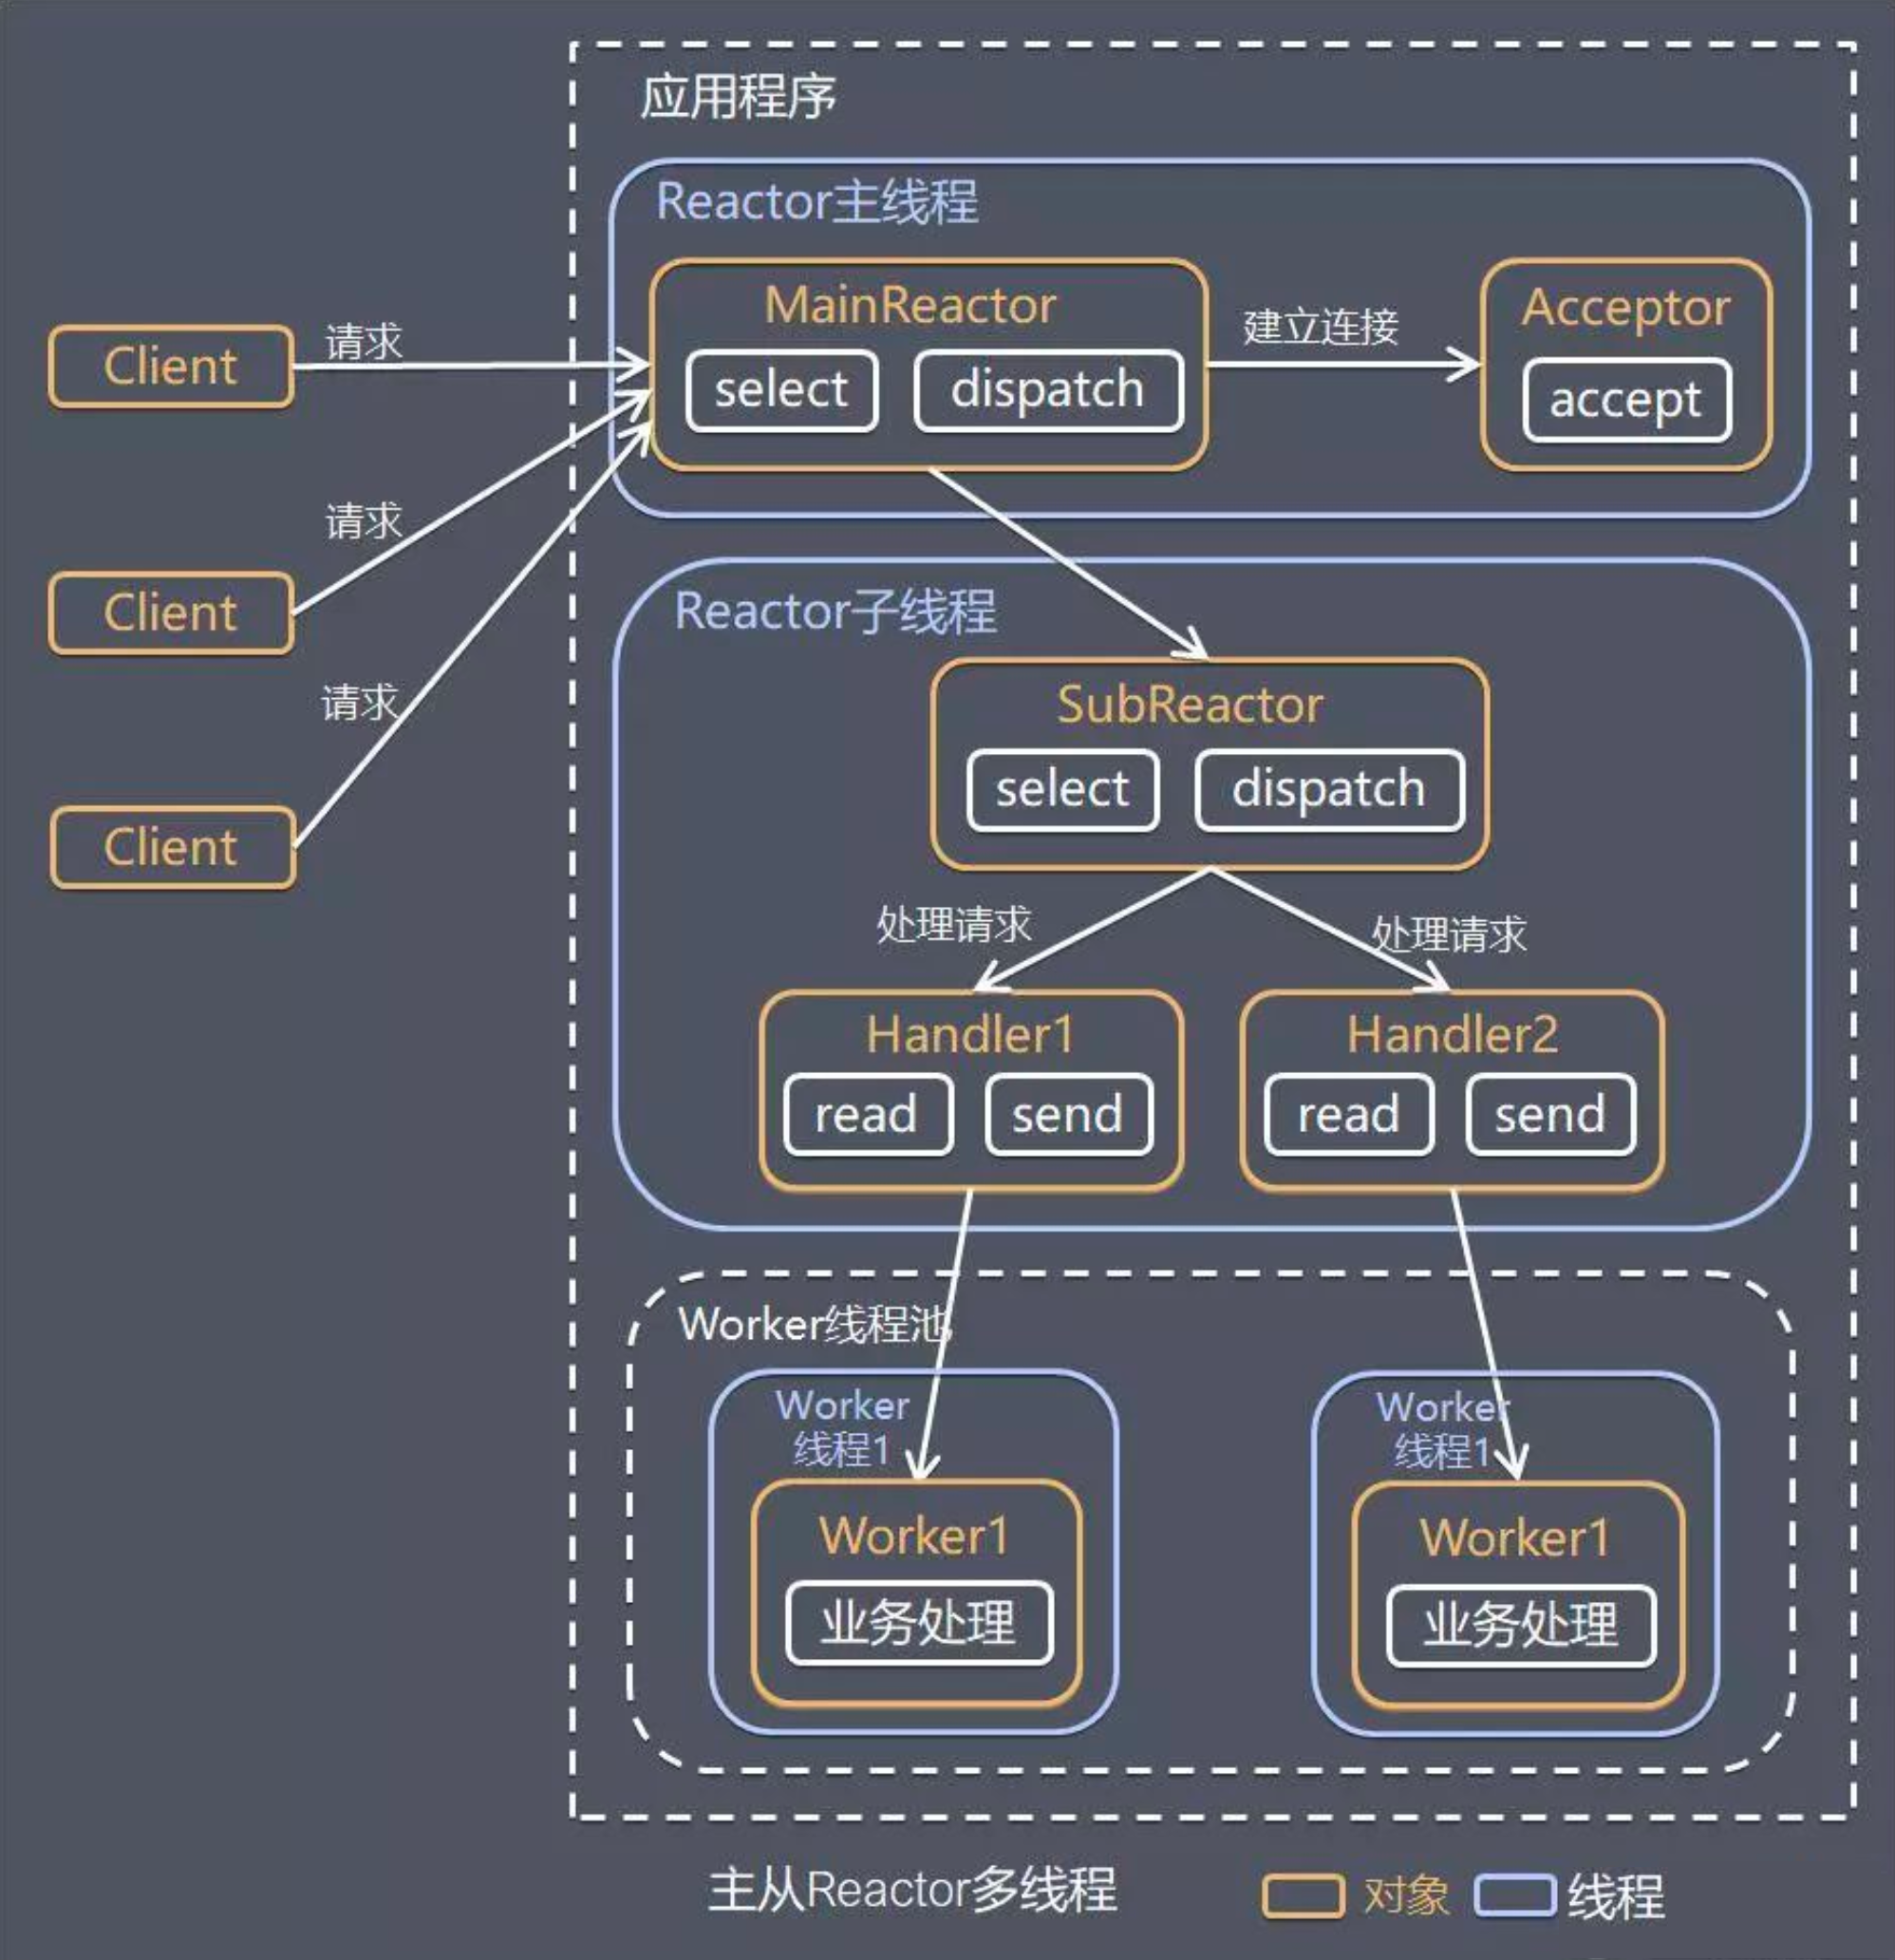 应用程序
Reactor主线程
MainReactor
select
dispatch
建立连接
Acceptor
accept
Client
请求
Client
请求
Client
请求
Reactor子线程
SubReactor
select
dispatch
处理请求
处理请求
Handler1
read
send
Handler2
read
send
Worker线程池
Worker
线程1
Worker1
业务处理
Worker
线程1
Worker1
业务处理
主从Reactor多线程
对象
线程